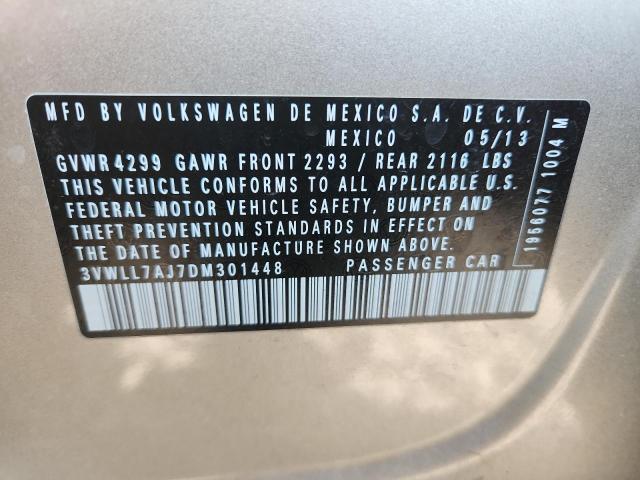 MFD BY VOLKSWAGEN DE MEXICO S.A. DE C.V.
MEXICO 05/13
GVWR 4299 GAWR FRONT 2293 / REAR 2116 LBS
THIS VEHICLE CONFORMS TO ALL APPLICABLE U.S.
FEDERAL MOTOR VEHICLE SAFETY, BUMPER AND
THEFT PREVENTION STANDARDS IN EFFECT ON
THE DATE OF MANUFACTURE SHOWN ABOVE.
3VWLL7AJ7DM301448 PASSENGER CAR
1956077 1004 M